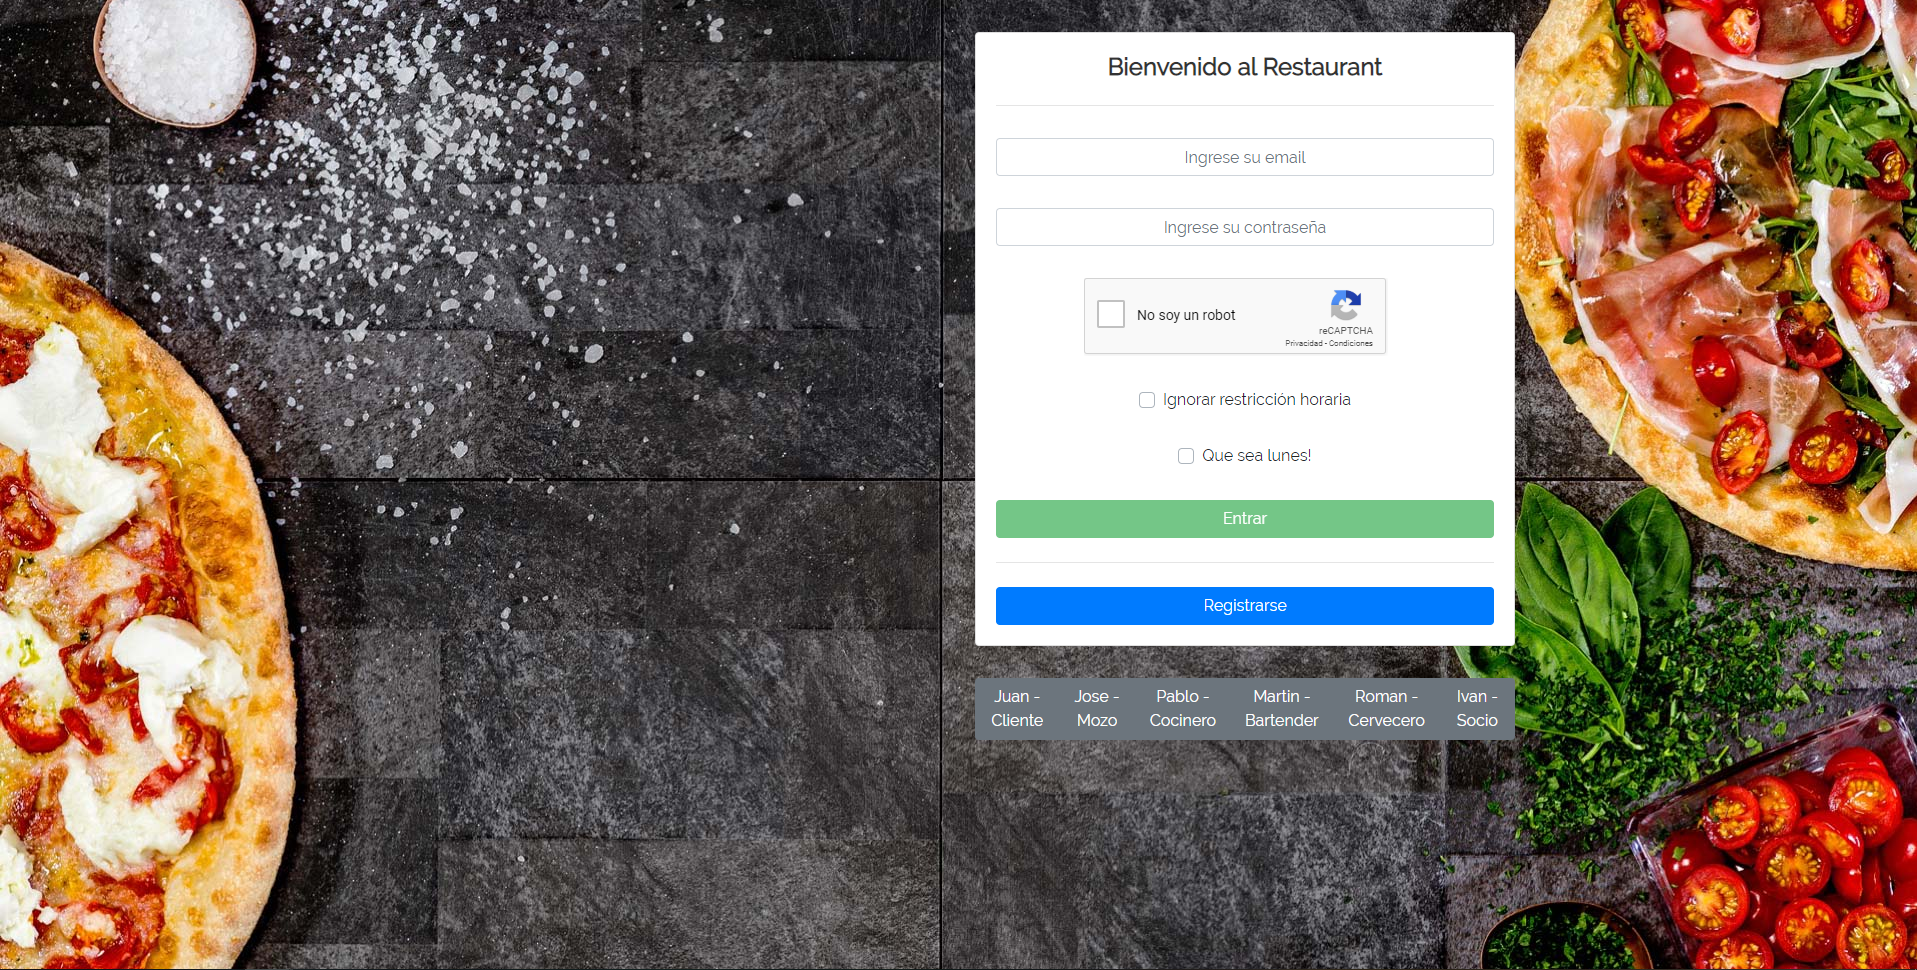 Bienvenido al Restaurant
Ingrese su email
Ingrese su contraseña
No soy un robot
reCAPTCHA
Privacidad - Condiciones
Ignorar restricción horaria
Que sea lunes!
Entrar
Registrarse
Juan -
Cliente
Jose -
Mozo
Pablo -
Cocinero
Martin -
Bartender
Roman -
Cervecero
Ivan -
Socio